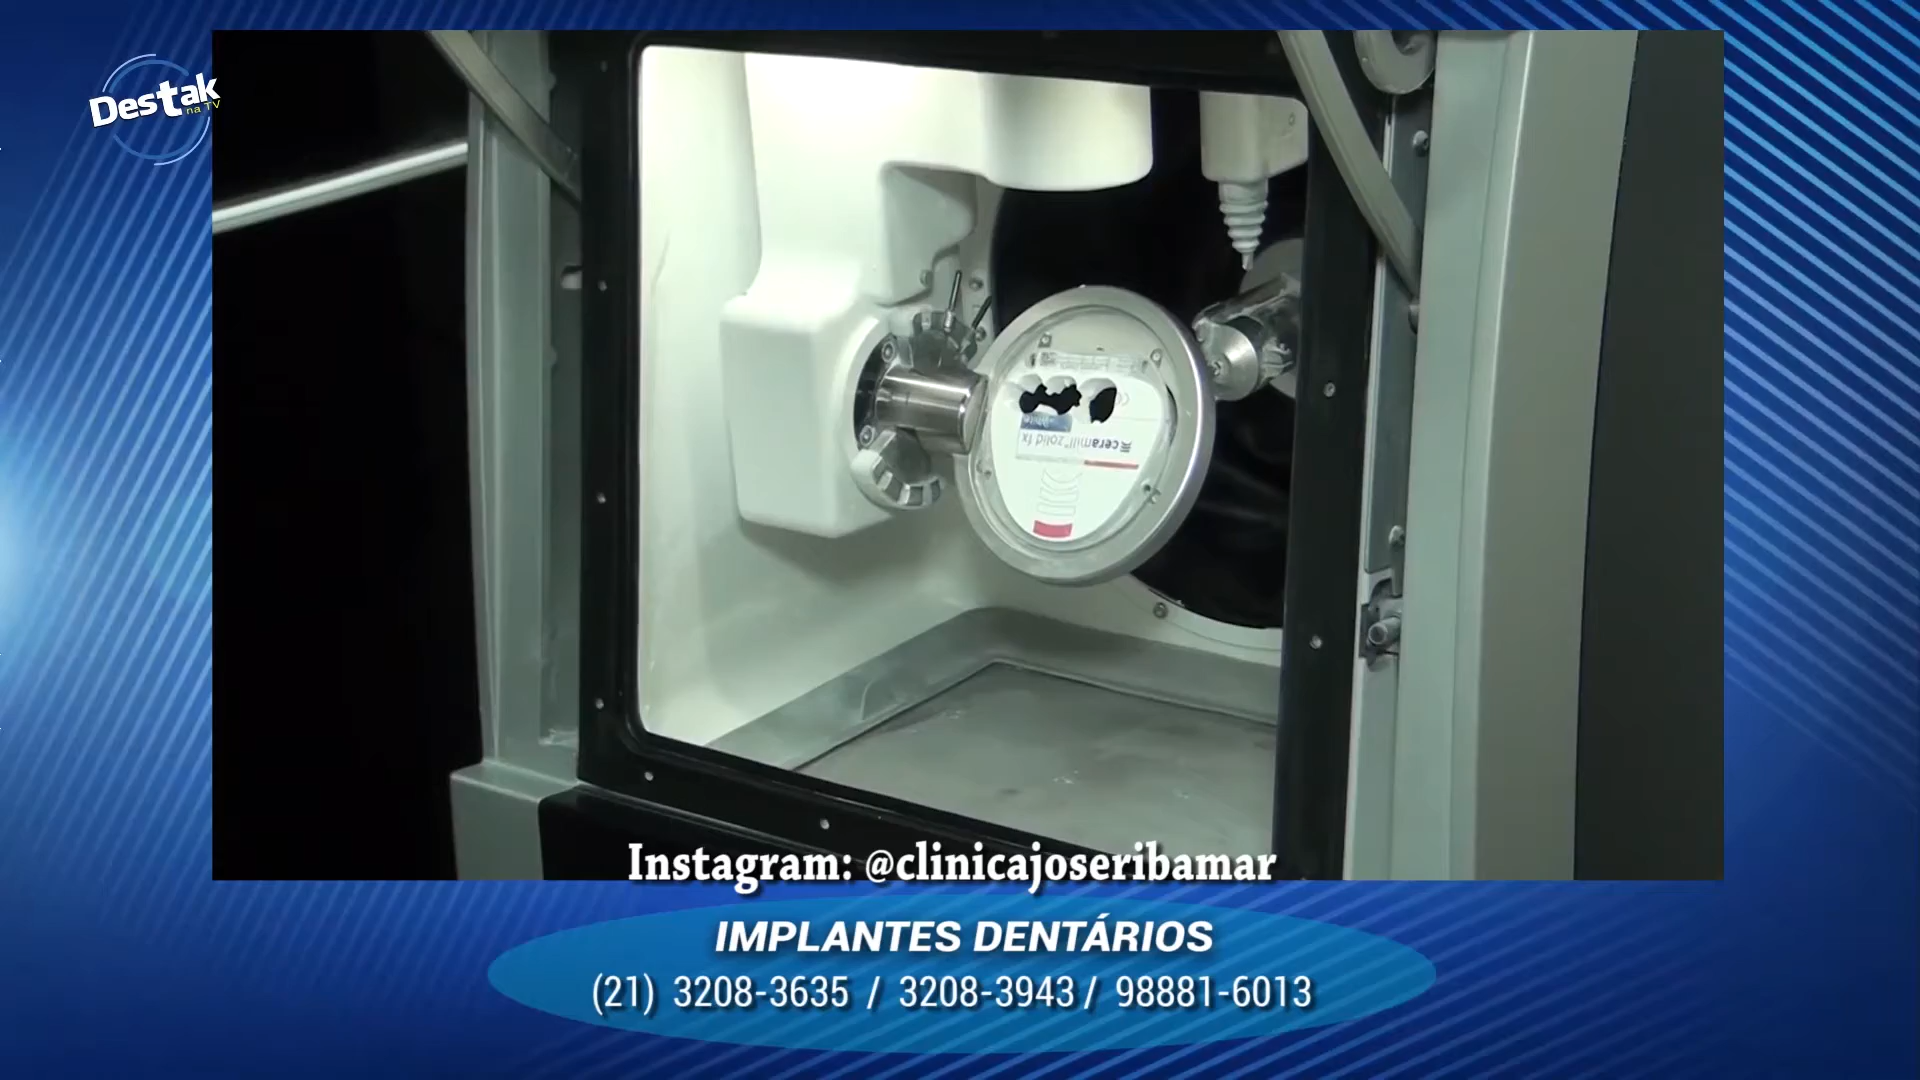 Destak
na TV
ceramill zolid fx
Instagram: @clinicajoseribamar
IMPLANTES DENTÁRIOS
(21) 3208-3635 / 3208-3943 / 98881-6013